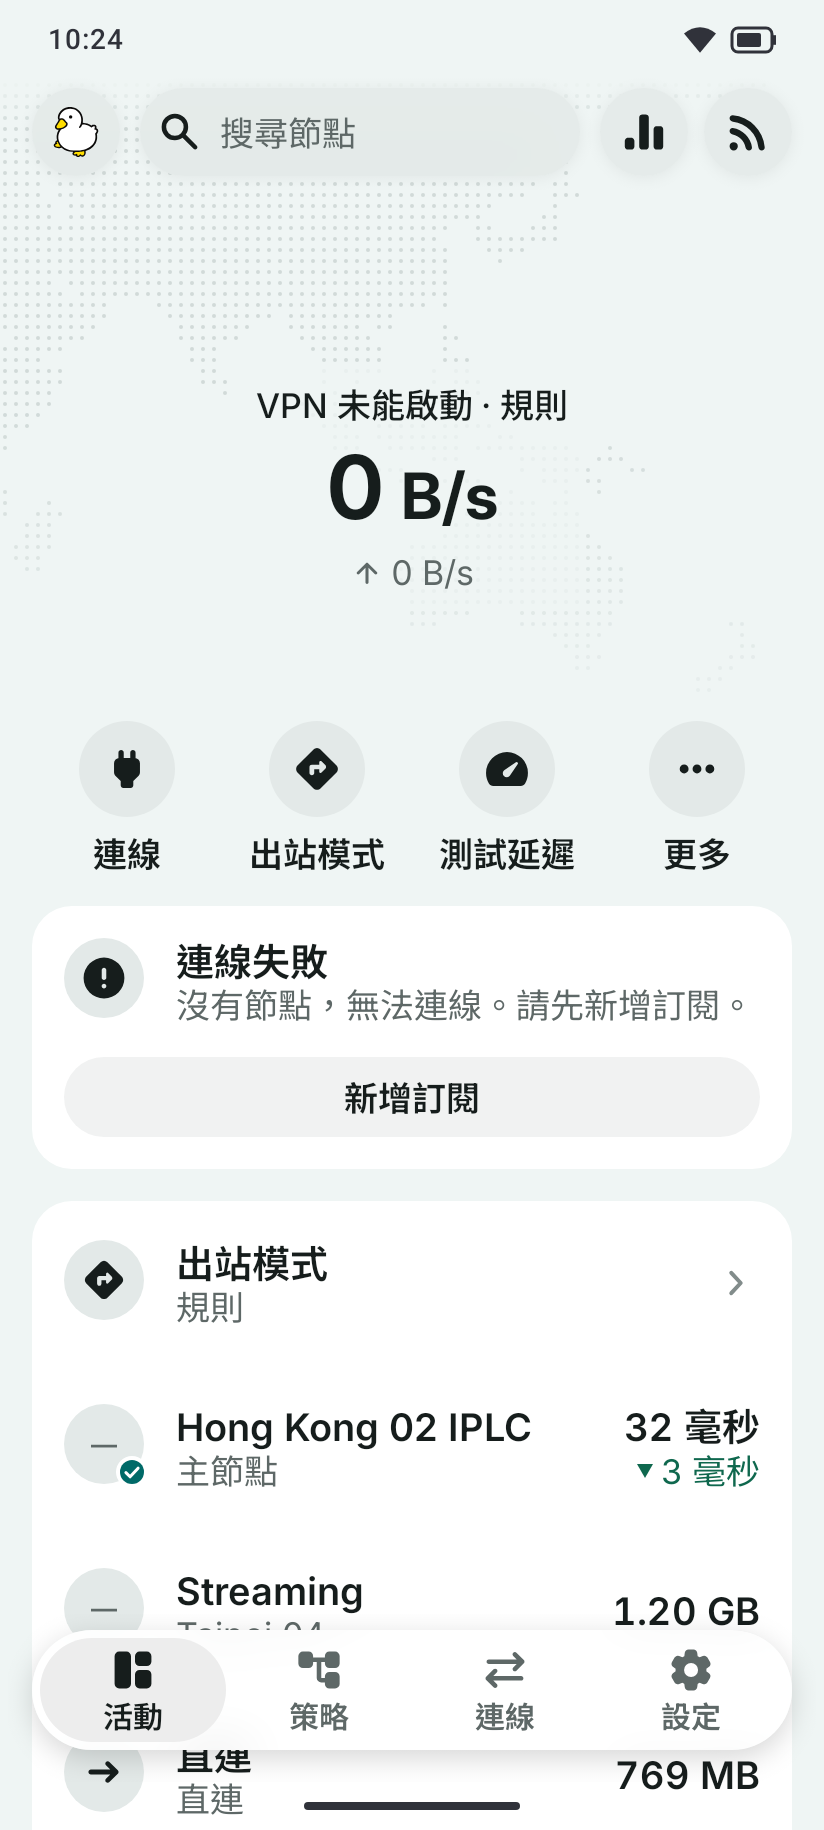 10:24
搜尋節點
VPN 未能啟動 · 規則
0 B/s
↑ 0 B/s
連線
出站模式
測試延遲
更多
連線失敗
沒有節點，無法連線。請先新增訂閱。
新增訂閱
出站模式
規則
Hong Kong 02 IPLC
32 毫秒
主節點
▼3 毫秒
Streaming
Taipei 04
1.20 GB
活動
策略
連線
設定
直連
769 MB
直連